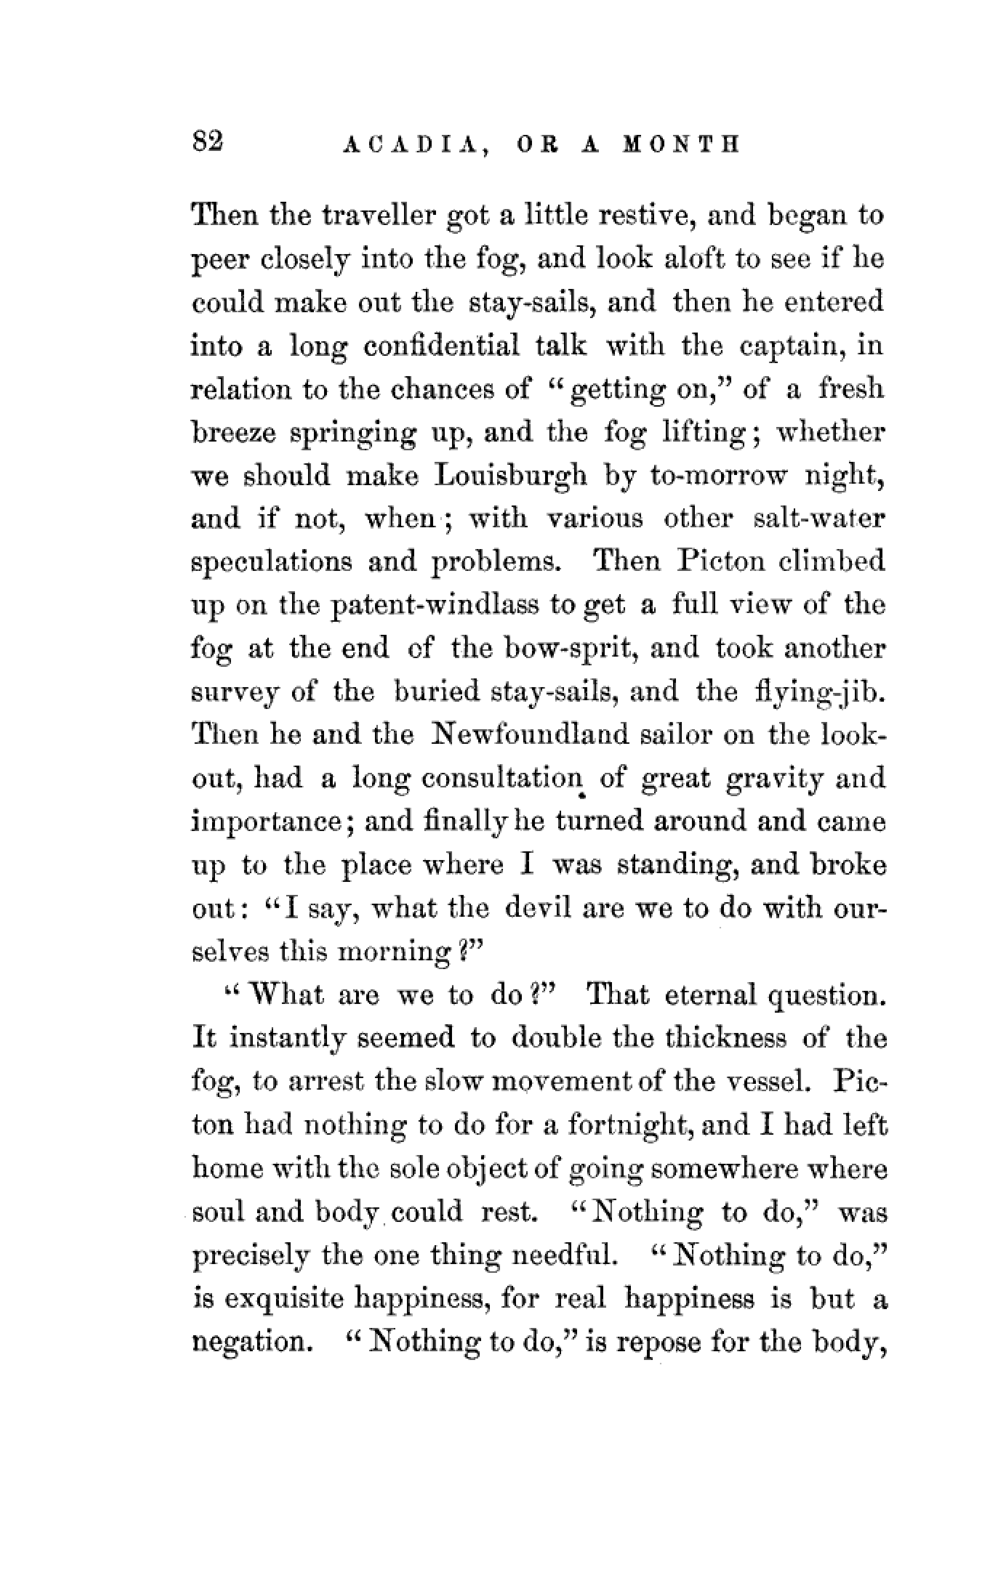 82 ACADIA, OR A MONTH
Then the traveller got a little restive, and began to
peer closely into the fog, and look aloft to see if he
could make out the stay-sails, and then he entered
into a long confidential talk with the captain, in
relation to the chances of “getting on,” of a fresh
breeze springing up, and the fog lifting; whether
we should make Louisburgh by to-morrow night,
and if not, when; with various other salt-water
speculations and problems. Then Picton climbed
up on the patent-windlass to get a full view of the
fog at the end of the bow-sprit, and took another
survey of the buried stay-sails, and the flying-jib.
Then he and the Newfoundland sailor on the look-
out, had a long consultation of great gravity and
importance; and finally he turned around and came
up to the place where I was standing, and broke
out: “I say, what the devil are we to do with our-
selves this morning?”
“What are we to do?” That eternal question.
It instantly seemed to double the thickness of the
fog, to arrest the slow movement of the vessel. Pic-
ton had nothing to do for a fortnight, and I had left
home with the sole object of going somewhere where
soul and body could rest. “Nothing to do,” was
precisely the one thing needful. “Nothing to do,”
is exquisite happiness, for real happiness is but a
negation. “Nothing to do,” is repose for the body,